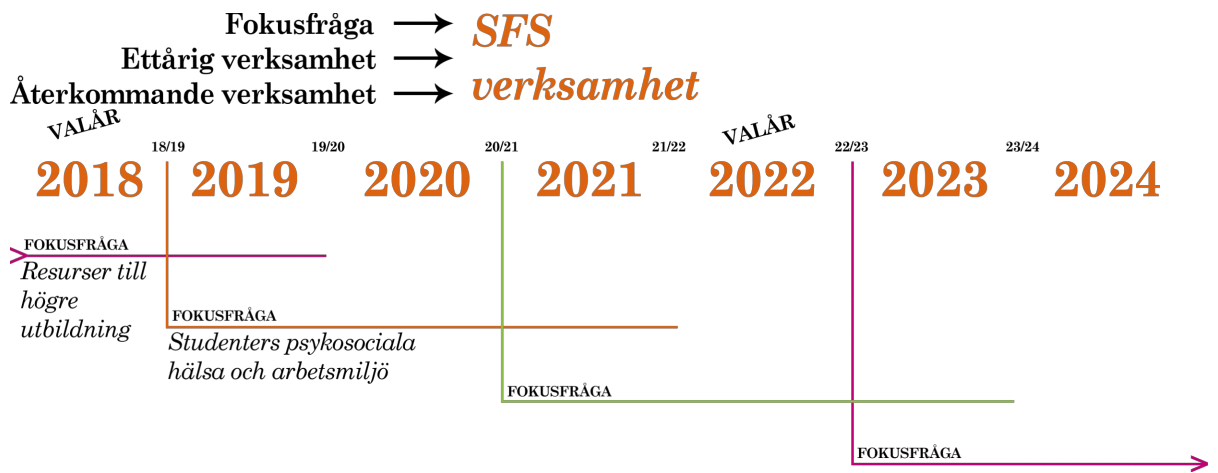 Fokusfråga
Ettårig verksamhet
Återkommande verksamhet
SFS
verksamhet
VALÅR
VALÅR
18/19
19/20
20/21
21/22
22/23
23/24
2018
2019
2020
2021
2022
2023
2024
FOKUSFRÅGA
Resurser till
högre
utbildning
FOKUSFRÅGA
Studenters psykosociala
hälsa och arbetsmiljö
FOKUSFRÅGA
FOKUSFRÅGA